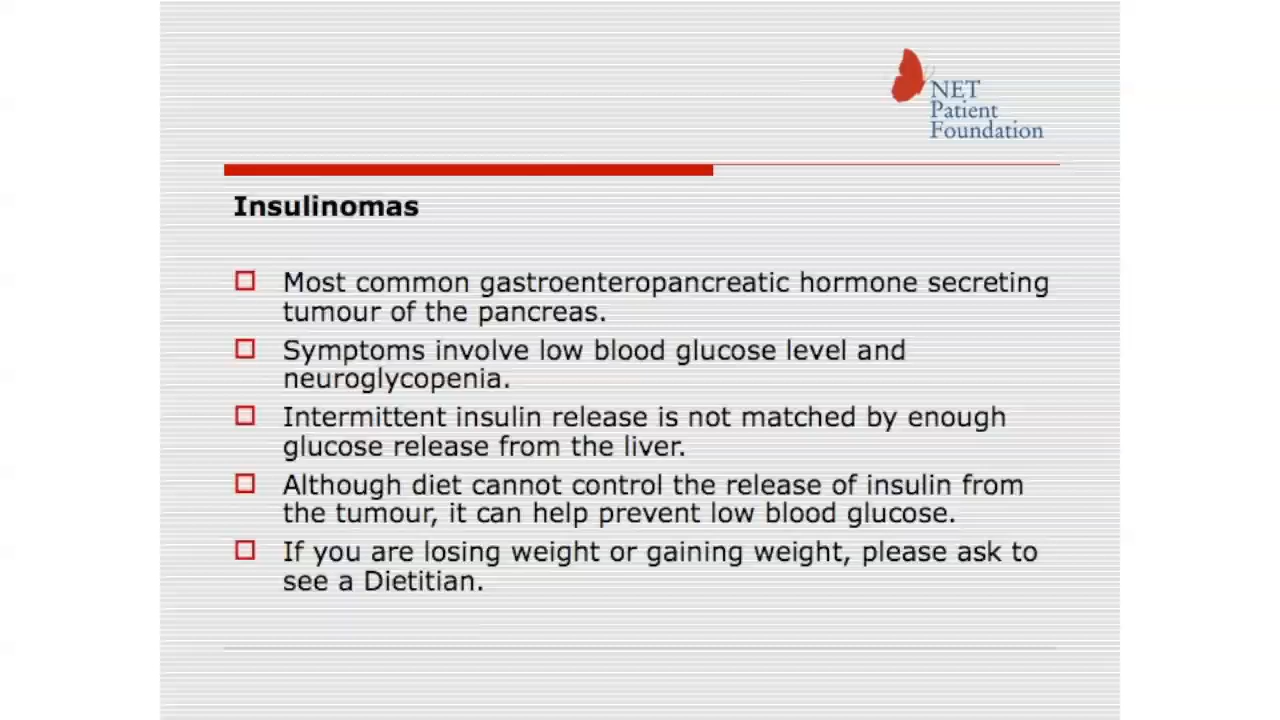 NET
Patient
Foundation
Insulinomas
Most common gastroenteropancreatic hormone secreting
tumour of the pancreas.
Symptoms involve low blood glucose level and
neuroglycopenia.
Intermittent insulin release is not matched by enough
glucose release from the liver.
Although diet cannot control the release of insulin from
the tumour, it can help prevent low blood glucose.
If you are losing weight or gaining weight, please ask to
see a Dietitian.